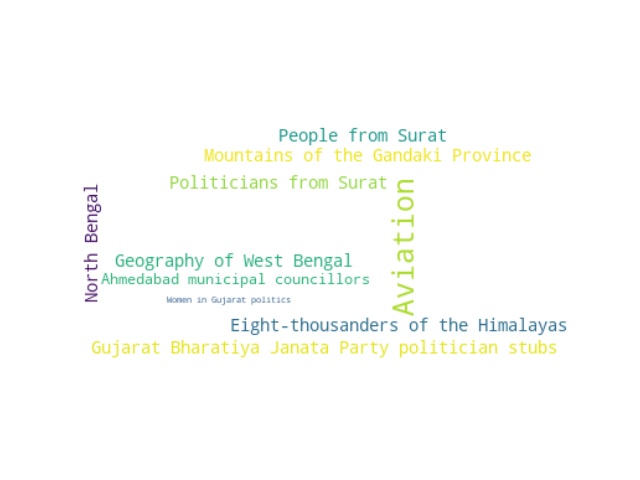 People from Surat
Mountains of the Gandaki Province
Politicians from Surat
Aviation
North Bengal
Geography of West Bengal
Ahmedabad municipal councillors
Women in Gujarat politics
Eight-thousanders of the Himalayas
Gujarat Bharatiya Janata Party politician stubs